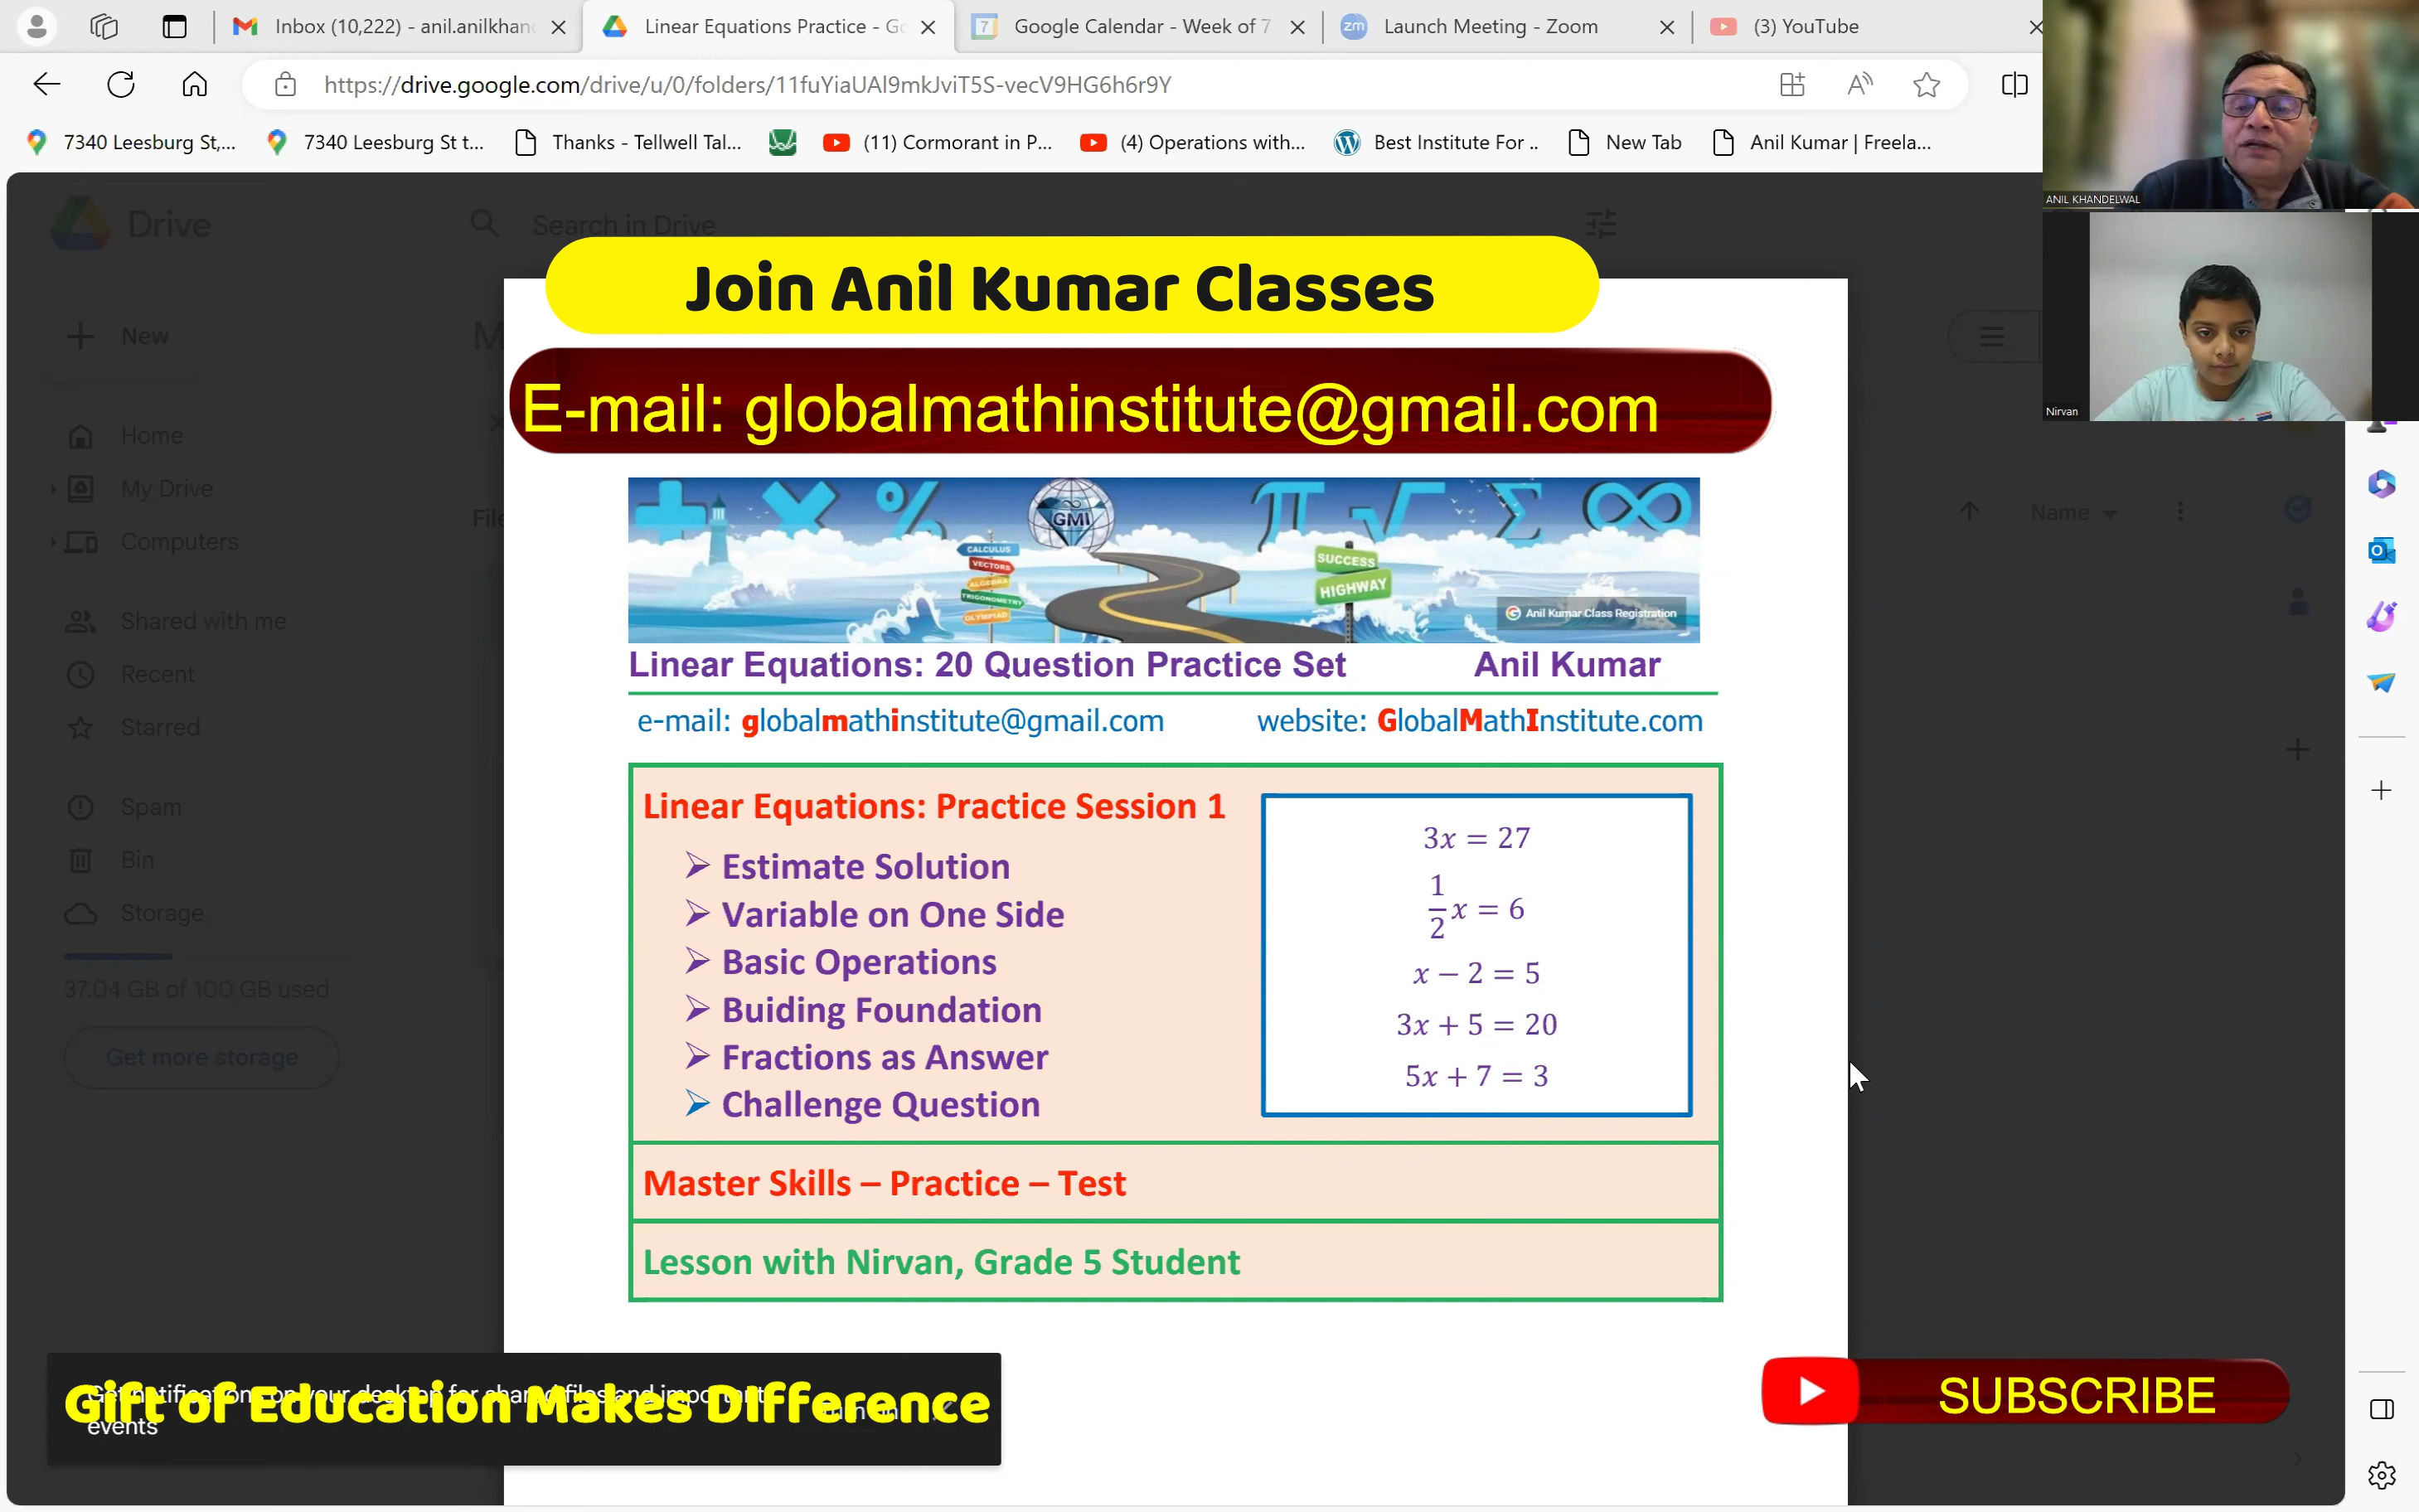 Inbox (10,222) - anil.anilkhan
Linear Equations Practice - Go
Google Calendar - Week of 7
Launch Meeting - Zoom
(3) YouTube
https://drive.google.com/drive/u/0/folders/11fuYiaUAl9mkJviT5S-vecV9HG6h6r9Y
7340 Leesburg St,...
7340 Leesburg St t...
Thanks - Tellwell Tal...
(11) Cormorant in P...
(4) Operations with...
Best Institute For ..
New Tab
Anil Kumar | Freela...
ANIL KHANDELWAL
Nirvan
Drive
Search in Drive
New
Home
My Drive
Computers
Shared with me
Recent
Starred
Spam
Bin
Storage
37.04 GB of 100 GB used
Get more storage
Name
Join Anil Kumar Classes
E-mail: globalmathinstitute@gmail.com
GMI
CALCULUS
VECTORS
ALGEBRA
TRIGONOMETRY
OLYMPIAD
SUCCESS
HIGHWAY
Anil Kumar Class Registration
Linear Equations: 20 Question Practice Set Anil Kumar
e-mail: globalmathinstitute@gmail.com website: GlobalMathInstitute.com
Linear Equations: Practice Session 1
Estimate Solution
Variable on One Side
Basic Operations
Buiding Foundation
Fractions as Answer
Challenge Question
3x = 27
1/2 x = 6
x − 2 = 5
3x + 5 = 20
5x + 7 = 3
Master Skills – Practice – Test
Lesson with Nirvan, Grade 5 Student
Gift of Education Makes Difference
events
SUBSCRIBE